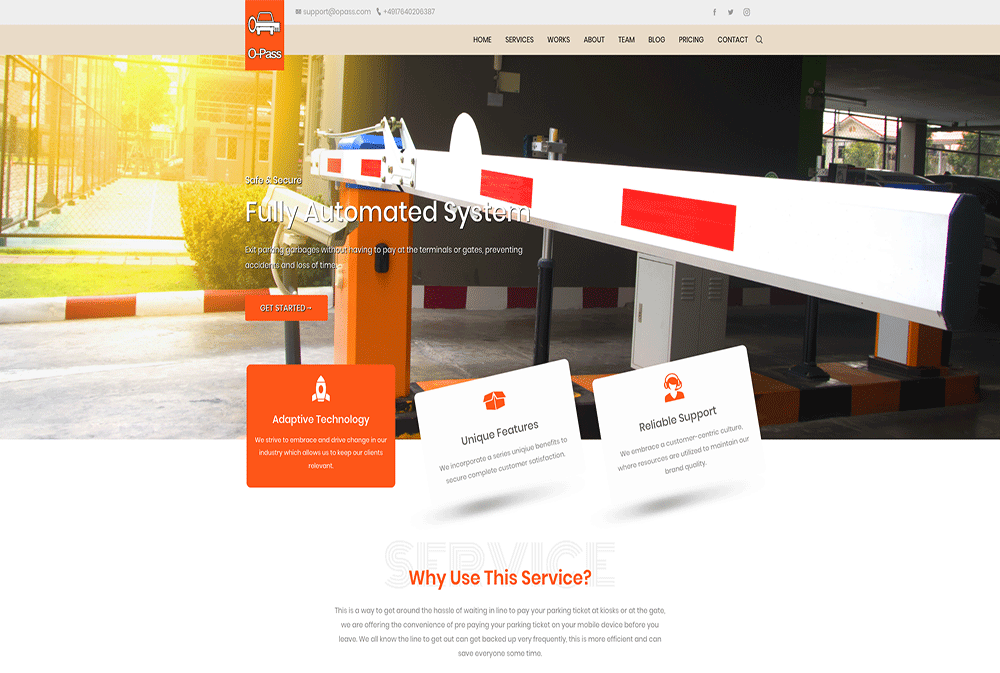 support@opass.com +4917640206387
O-Pass
HOME SERVICES WORKS ABOUT TEAM BLOG PRICING CONTACT
Safe & Secure
Fully Automated System
Exit parking garbages without having to pay at the terminals or gates, preventing
accidents and loss of time.
GET STARTED→
Adaptive Technology
We strive to embrace and drive change in our
industry which allows us to keep our clients
relevant.
Unique Features
We incorporate a series unique benefits to
secure complete customer satisfaction.
Reliable Support
We embrace a customer-centric culture,
where resources are utilized to maintain our
brand quality.
SERVICE
Why Use This Service?
This is a way to get around the hassle of waiting in line to pay your parking ticket at kiosks or at the gate,
we are offering the convenience of pre paying your parking ticket on your mobile device before you
leave. We all know the line to get out can get backed up very frequently, this is more efficient and can
save everyone some time.